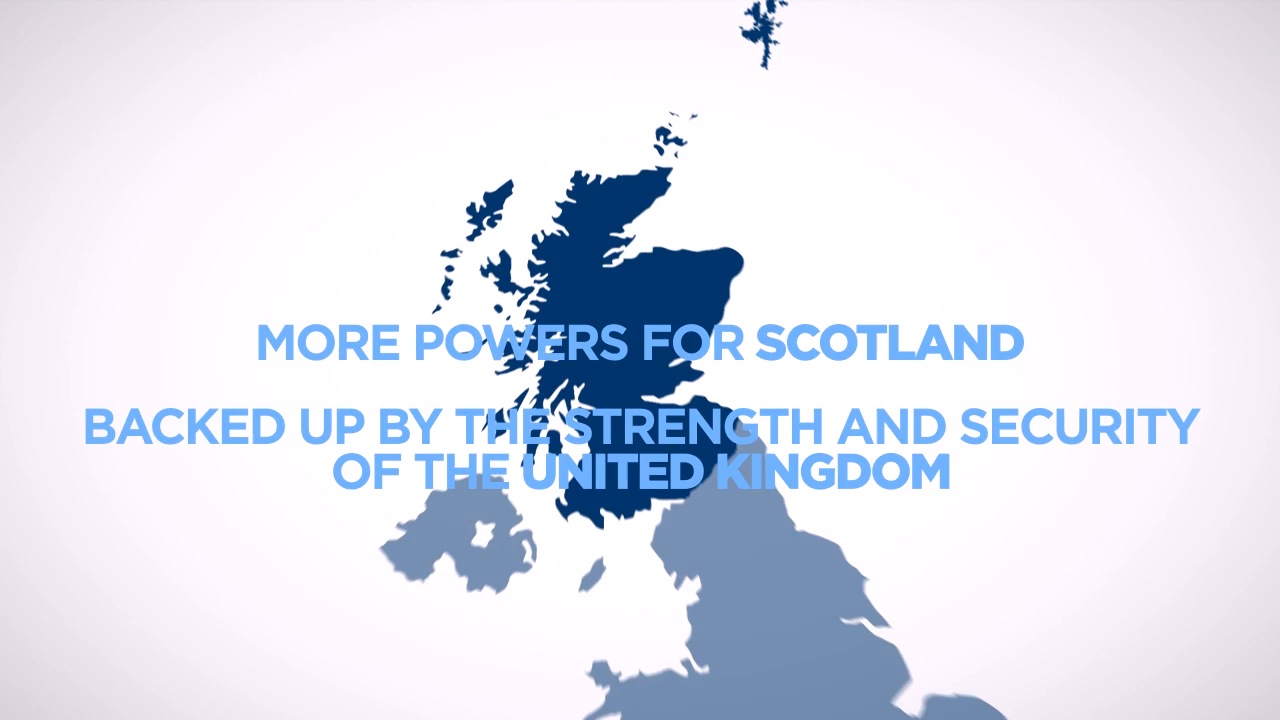 MORE POWERS FOR SCOTLAND
BACKED UP BY THE STRENGTH AND SECURITY
OF THE UNITED KINGDOM